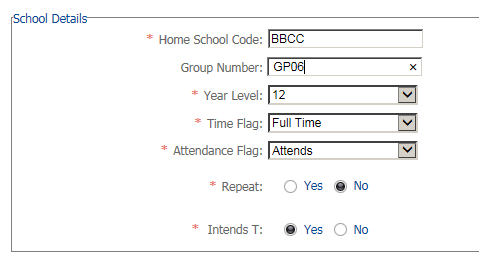 School Details
* Home School Code: BBCC
Group Number: GP06 ×
* Year Level: 12
* Time Flag: Full Time
* Attendance Flag: Attends
* Repeat: Yes No
* Intends T: Yes No